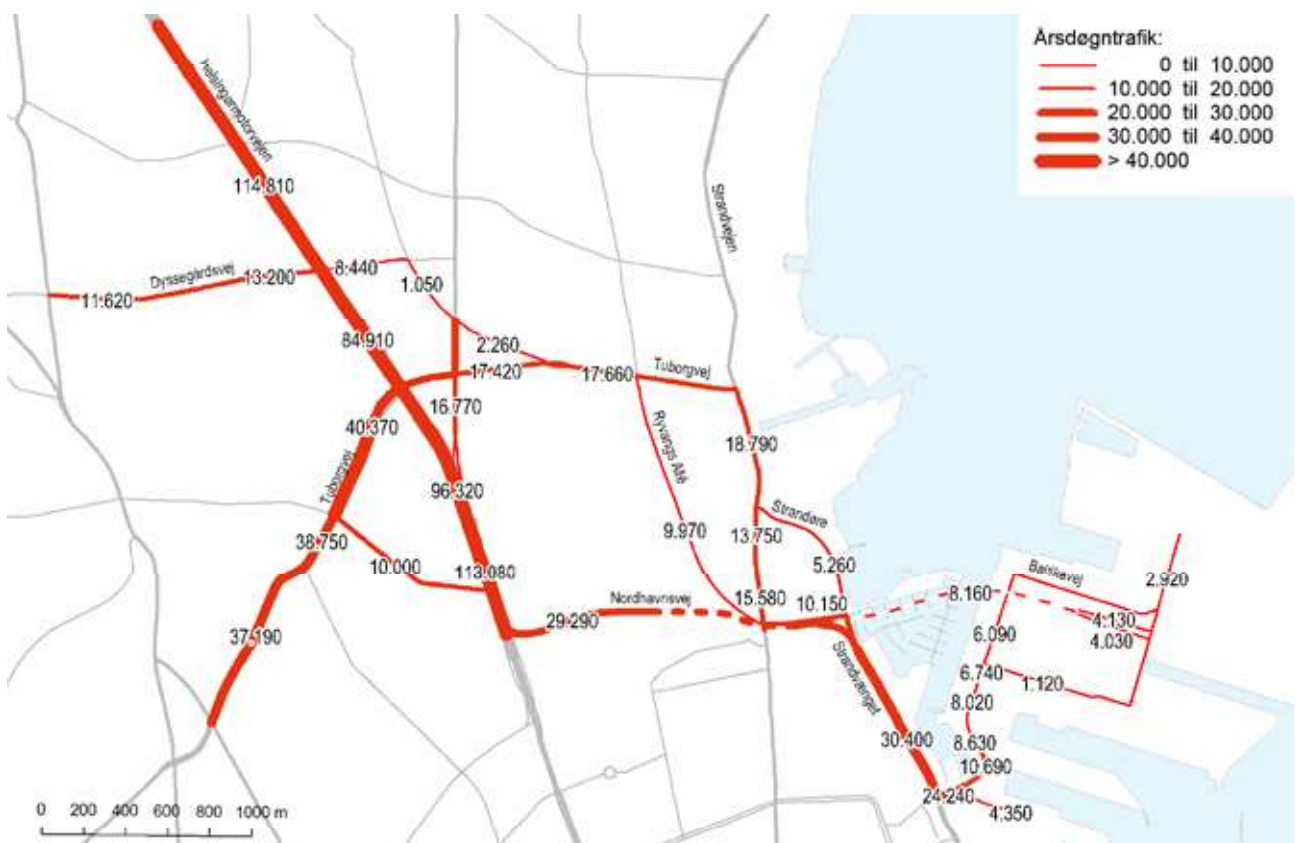 Årsdøgntrafik:
0 til 10.000
10.000 til 20.000
20.000 til 30.000
30.000 til 40.000
> 40.000
Helsingørmotorvejen
114.810
Strandvejen
Dyssegårdsvej
13.200
8.440
11.620
1.050
84.910
2.260
17.420
17.660
Tuborgvej
16.770
40.370
Ryvangs Allé
18.790
Tuborgvej
96.320
Strandøre
38.750
9.970
13.750
10.000
113.080
5.260
Balskevej
2.920
Nordhavnsvej
15.580
10.150
8.160
29.290
4.130
4.030
6.090
37.190
Strandvænget
6.740
1.120
8.020
30.400
8.630
10.690
24.240
4.350
0 200 400 600 800 1000 m